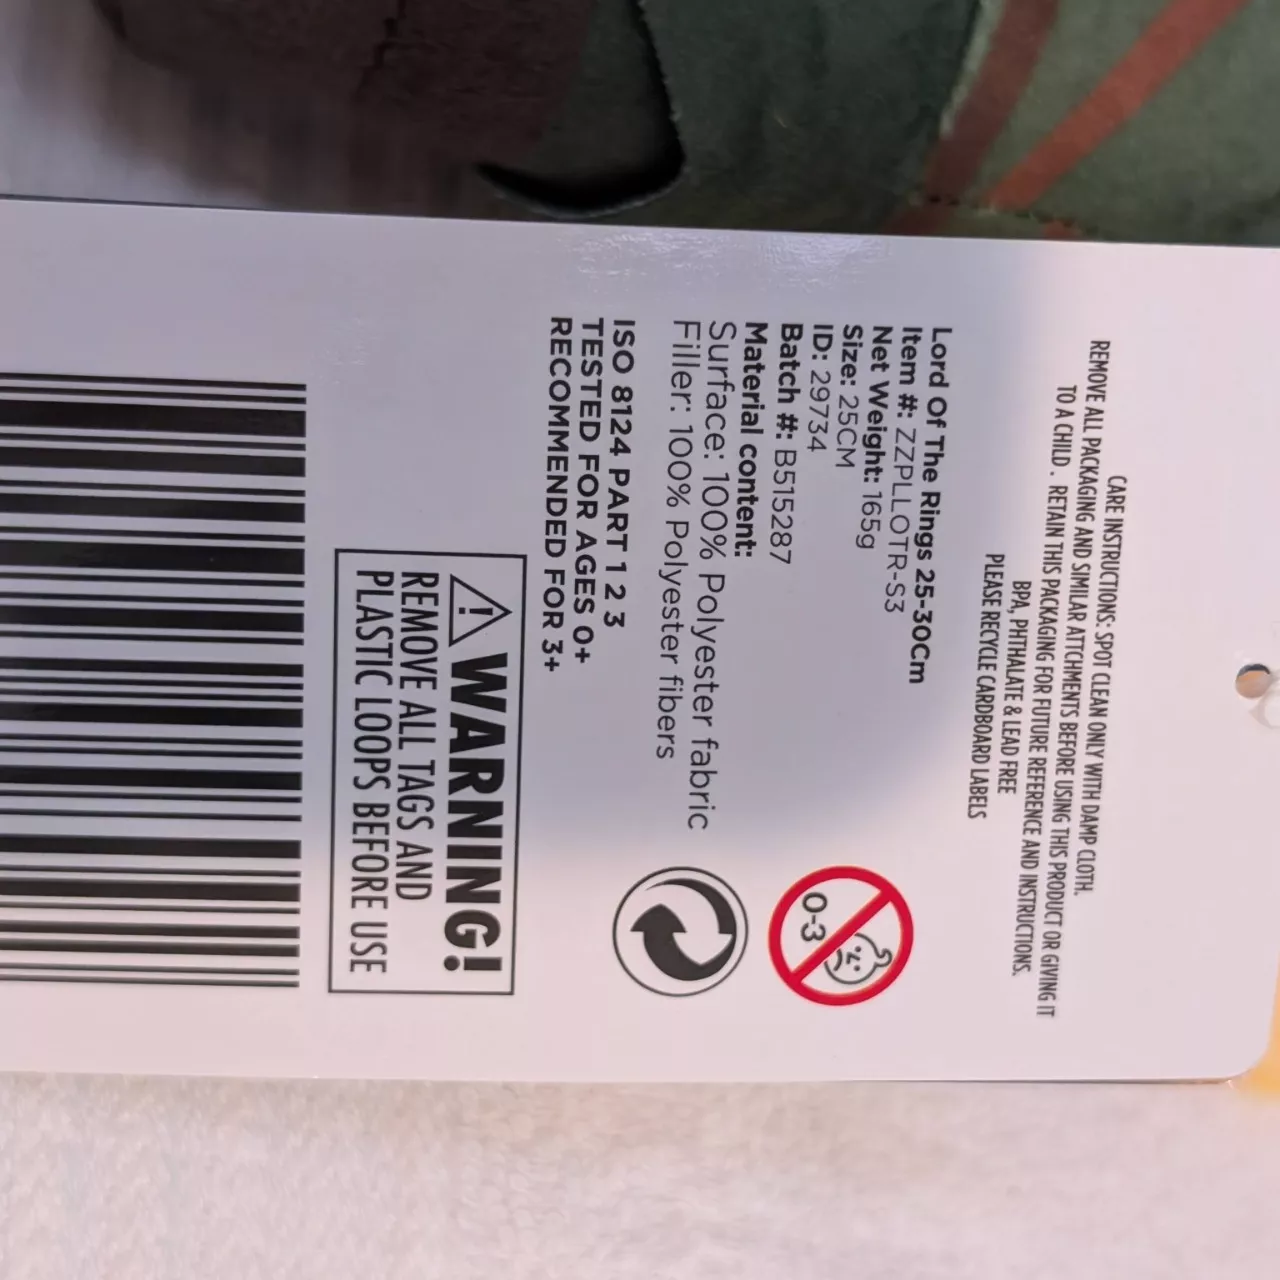 CARE INSTRUCTIONS: SPOT CLEAN ONLY WITH DAMP CLOTH.
REMOVE ALL PACKAGING AND SIMILAR ATTCHMENTS BEFORE USING THIS PRODUCT OR GIVING IT
TO A CHILD . RETAIN THIS PACKAGING FOR FUTURE REFERENCE AND INSTRUCTIONS.
BPA, PHTHALATE & LEAD FREE
PLEASE RECYCLE CARDBOARD LABELS
Lord Of The Rings 25-30Cm
Item #: ZZPLLOTR-S3
Net Weight: 165g
Size: 25CM
ID: 29734
Batch #: B515287
Material content:
Surface: 100% Polyester fabric
Filler: 100% Polyester fibers
0-3
ISO 8124 PART 1 2 3
TESTED FOR AGES 0+
RECOMMENDED FOR 3+
WARNING!
REMOVE ALL TAGS AND
PLASTIC LOOPS BEFORE USE